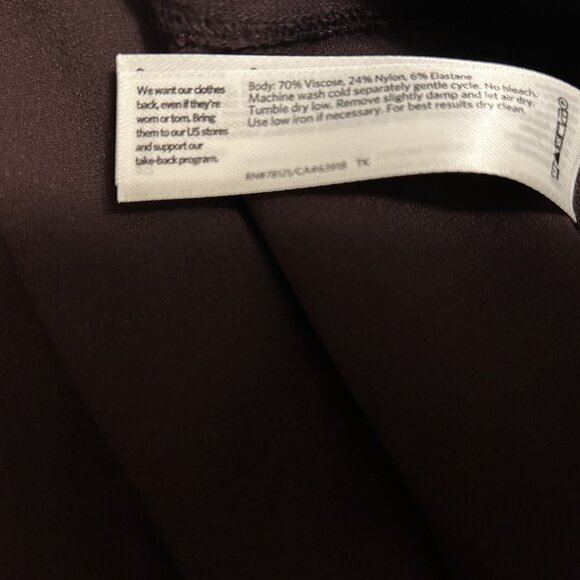 We want our clothes
back, even if they're
worn or torn. Bring
them to our US stores
and support our
take-back program.
Body: 70% Viscose, 24% Nylon, 6% Elastane
Machine wash cold separately gentle cycle. No bleach.
Tumble dry low. Remove slightly damp and let air dry.
Use low iron if necessary. For best results dry clean.
RN#78121/CA#63918 TK